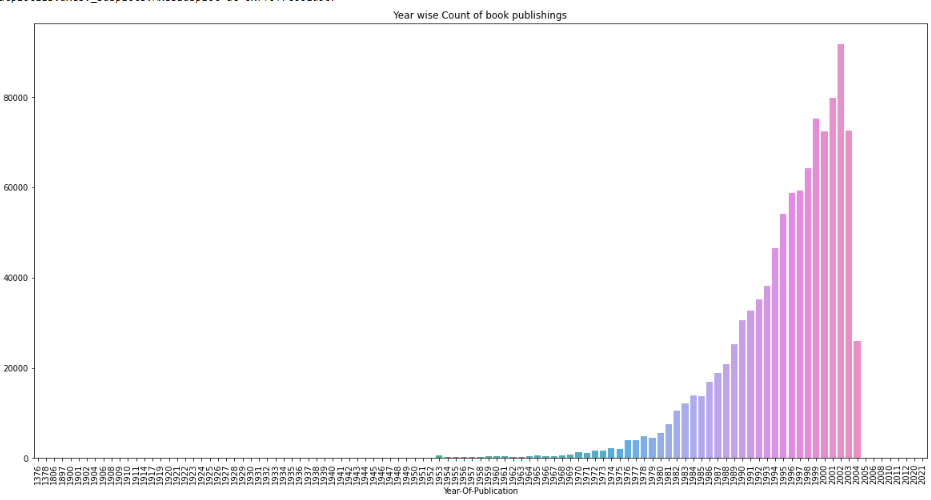 Year wise Count of book publishings
80000
60000
40000
20000
0
1376 1378 1806 1897 1900 1901 1902 1904 1906 1908 1909 1910 1911 1914 1917 1919 1920 1921 1922 1923 1924 1925 1926 1927 1928 1929 1930 1931 1932 1933 1934 1935 1936 1937 1938 1939 1940 1941 1942 1943 1944 1945 1946 1947 1948 1949 1950 1951 1952 1953 1954 1955 1956 1957 1958 1959 1960 1961 1962 1963 1964 1965 1966 1967 1968 1969 1970 1971 1972 1973 1974 1975 1976 1977 1978 1979 1980 1981 1982 1983 1984 1985 1986 1987 1988 1989 1990 1991 1992 1993 1994 1995 1996 1997 1998 1999 2000 2001 2002 2003 2004 2005 2006 2008 2010 2011 2012 2020 2021
Year-Of-Publication